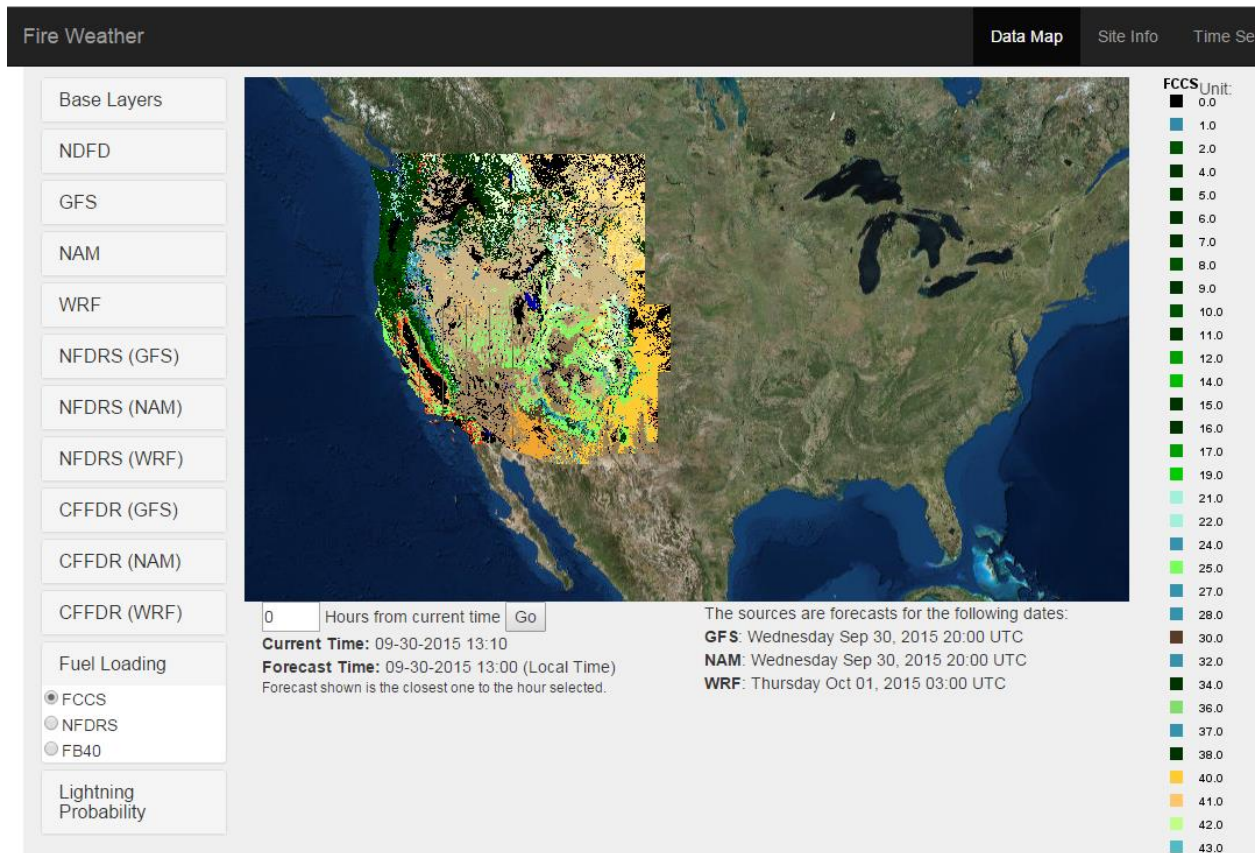 Fire Weather
Data Map
Site Info
Time Se
Base Layers
NDFD
GFS
NAM
WRF
NFDRS (GFS)
NFDRS (NAM)
NFDRS (WRF)
CFFDR (GFS)
CFFDR (NAM)
CFFDR (WRF)
Fuel Loading
FCCS
NFDRS
FB40
Lightning
Probability
0 Hours from current time Go
Current Time: 09-30-2015 13:10
Forecast Time: 09-30-2015 13:00 (Local Time)
Forecast shown is the closest one to the hour selected.
The sources are forecasts for the following dates:
GFS: Wednesday Sep 30, 2015 20:00 UTC
NAM: Wednesday Sep 30, 2015 20:00 UTC
WRF: Thursday Oct 01, 2015 03:00 UTC
FCCS Unit:
0.0
1.0
2.0
4.0
5.0
6.0
7.0
8.0
9.0
10.0
11.0
12.0
14.0
15.0
16.0
17.0
19.0
21.0
22.0
24.0
25.0
27.0
28.0
30.0
32.0
34.0
36.0
37.0
38.0
40.0
41.0
42.0
43.0